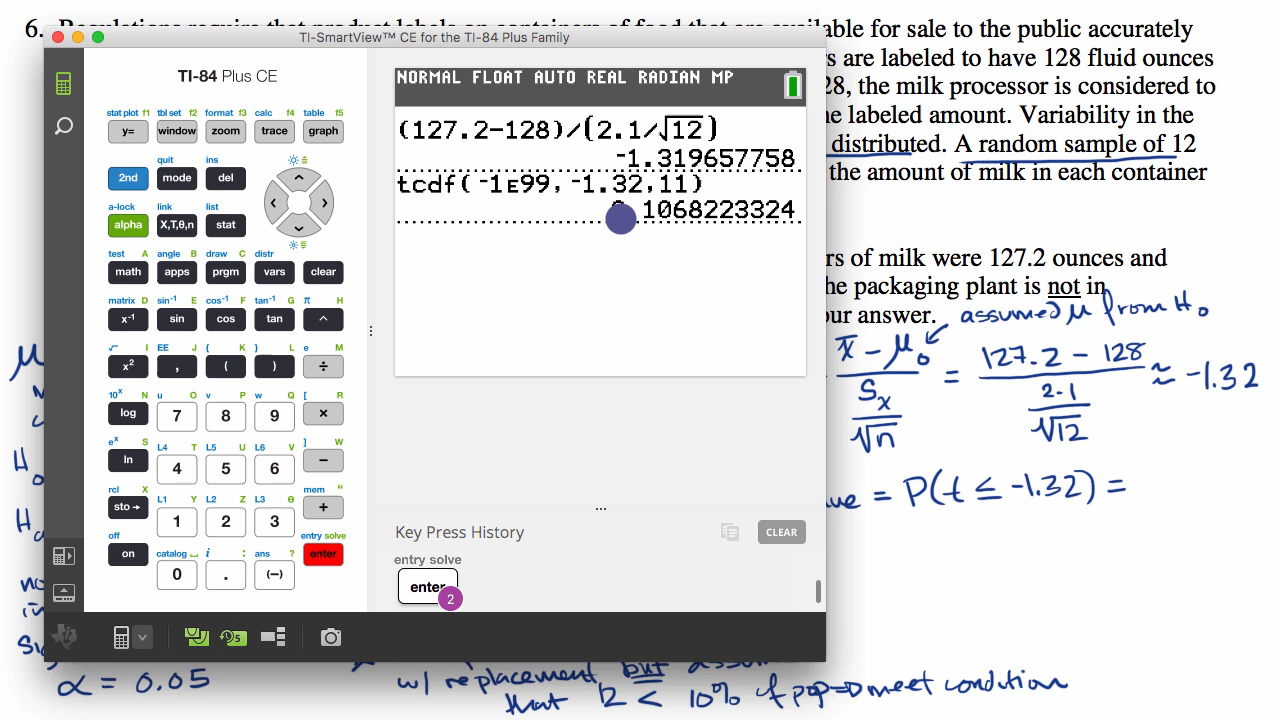 6. Regulations require that product labels on containers of food that are available for sale to the public accurately
TI-SmartView™ CE for the TI-84 Plus Family
s are labeled to have 128 fluid ounces
28, the milk processor is considered to
e labeled amount. Variability in the
distributed. A random sample of 12
the amount of milk in each container
rs of milk were 127.2 ounces and
he packaging plant is not in
our answer.
assumed μ from H₀
TI-84 Plus CE
stat plot f1 tbl set f2 format f3 calc f4 table f5
y= window zoom trace graph
quit ins
2nd mode del
a-lock link list
alpha X,T,θ,n stat
test A angle B draw C distr
math apps prgm vars clear
matrix D sin⁻¹ E cos⁻¹ F tan⁻¹ G π H
x⁻¹ sin cos tan ^
√‾ I EE J { K } L e M
x² , ( ) ÷
10ˣ N u O v P w Q [ R
log 7 8 9 ×
eˣ S L4 T L5 U L6 V ] W
ln 4 5 6 −
rcl X L1 Y L2 Z L3 θ mem “
sto→ 1 2 3 +
off catalog ␣ i : ans ? entry solve
on 0 . (−) enter
NORMAL FLOAT AUTO REAL RADIAN MP
(127.2-128)/(2.1/√12)
-1.319657758
tcdf(-1E99,-1.32,11)
.1068223324
Key Press History
CLEAR
entry solve
enter
2
x̄ - μ₀ / Sₓ/√n = 127.2 - 128 / 2.1/√12 ≈ -1.32
= P(t ≤ -1.32) =
μ
H₀
Hₐ
α = 0.05
w/ replacement but
that 12 < 10% of pop → meet condition